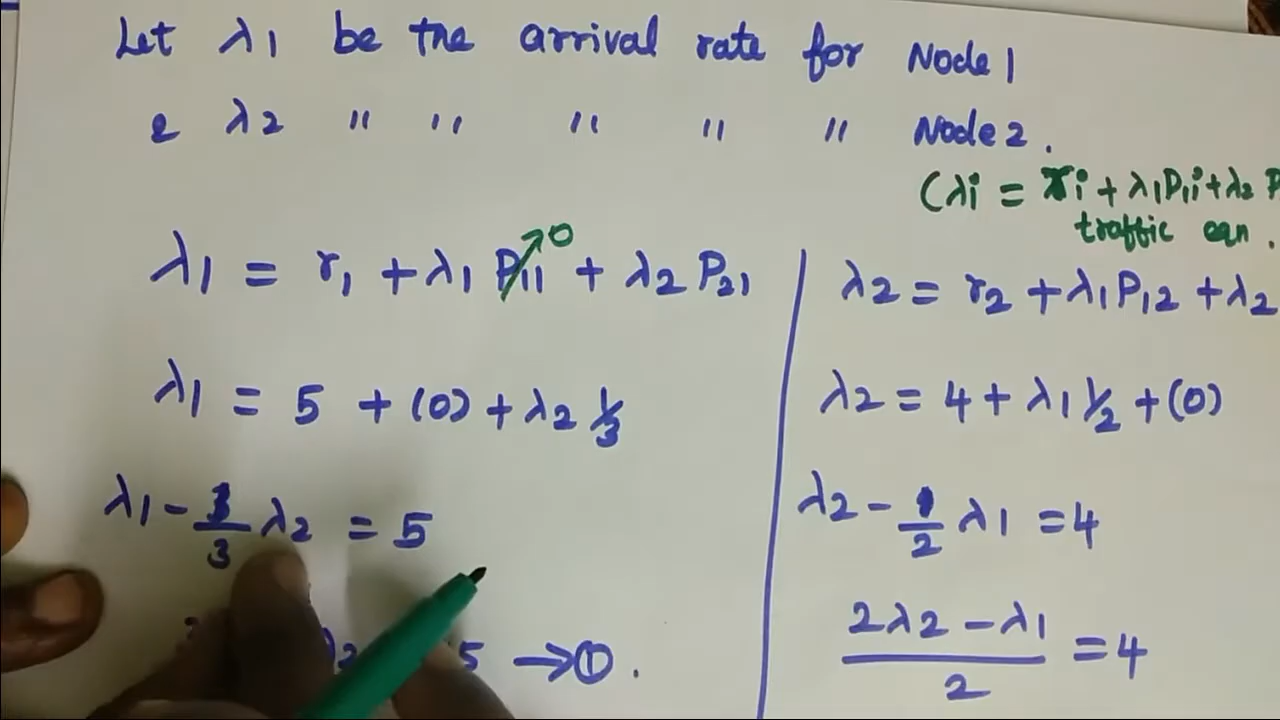 Let λ1 be the arrival rate for Node 1
& λ2 " " " " " Node 2.
(λi = ri + λ1P1i + λ2 P
traffic eqn.
λ1 = r1 + λ1 P11 0 + λ2 P21
λ1 = 5 + (0) + λ2 1/3
λ1 - 1/3 λ2 = 5
λ2 5 → ①.
λ2 = r2 + λ1P12 + λ2
λ2 = 4 + λ1 1/2 + (0)
λ2 - 1/2 λ1 = 4
2λ2 - λ1
2
= 4